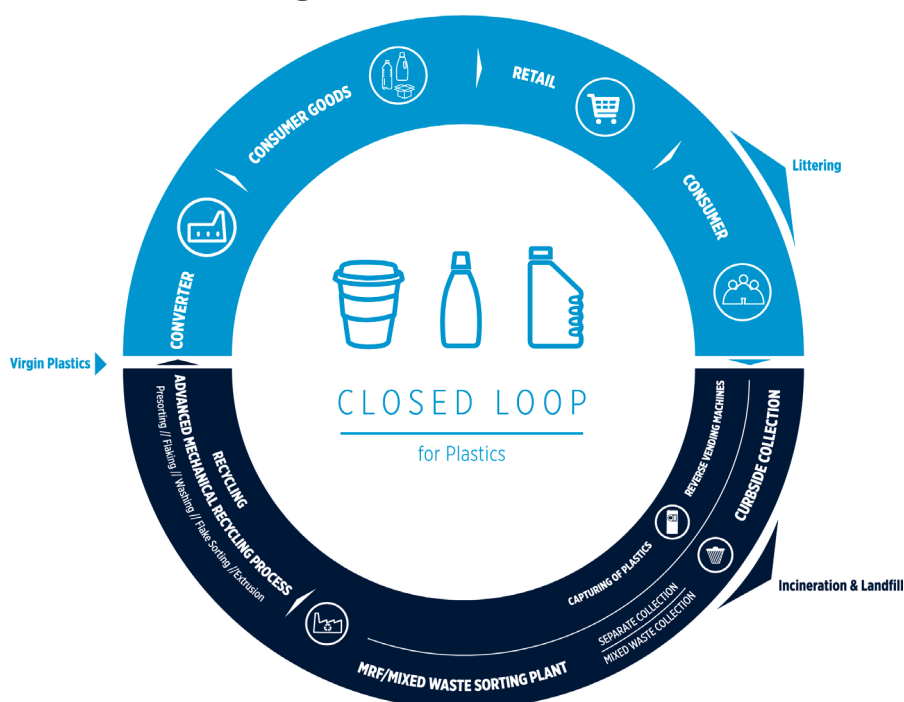 CONSUMER GOODS
RETAIL
CONSUMER
Littering
CONVERTER
Virgin Plastics
CLOSED LOOP
for Plastics
REVERSE VENDING MACHINES
CURBSIDE COLLECTION
CAPTURING OF PLASTICS
SEPARATE COLLECTION
MIXED WASTE COLLECTION
Incineration & Landfill
MRF/MIXED WASTE SORTING PLANT
RECYCLING
ADVANCED MECHANICAL RECYCLING PROCESS
Presorting // Flaking // Washing // Flake Sorting //Extrusion